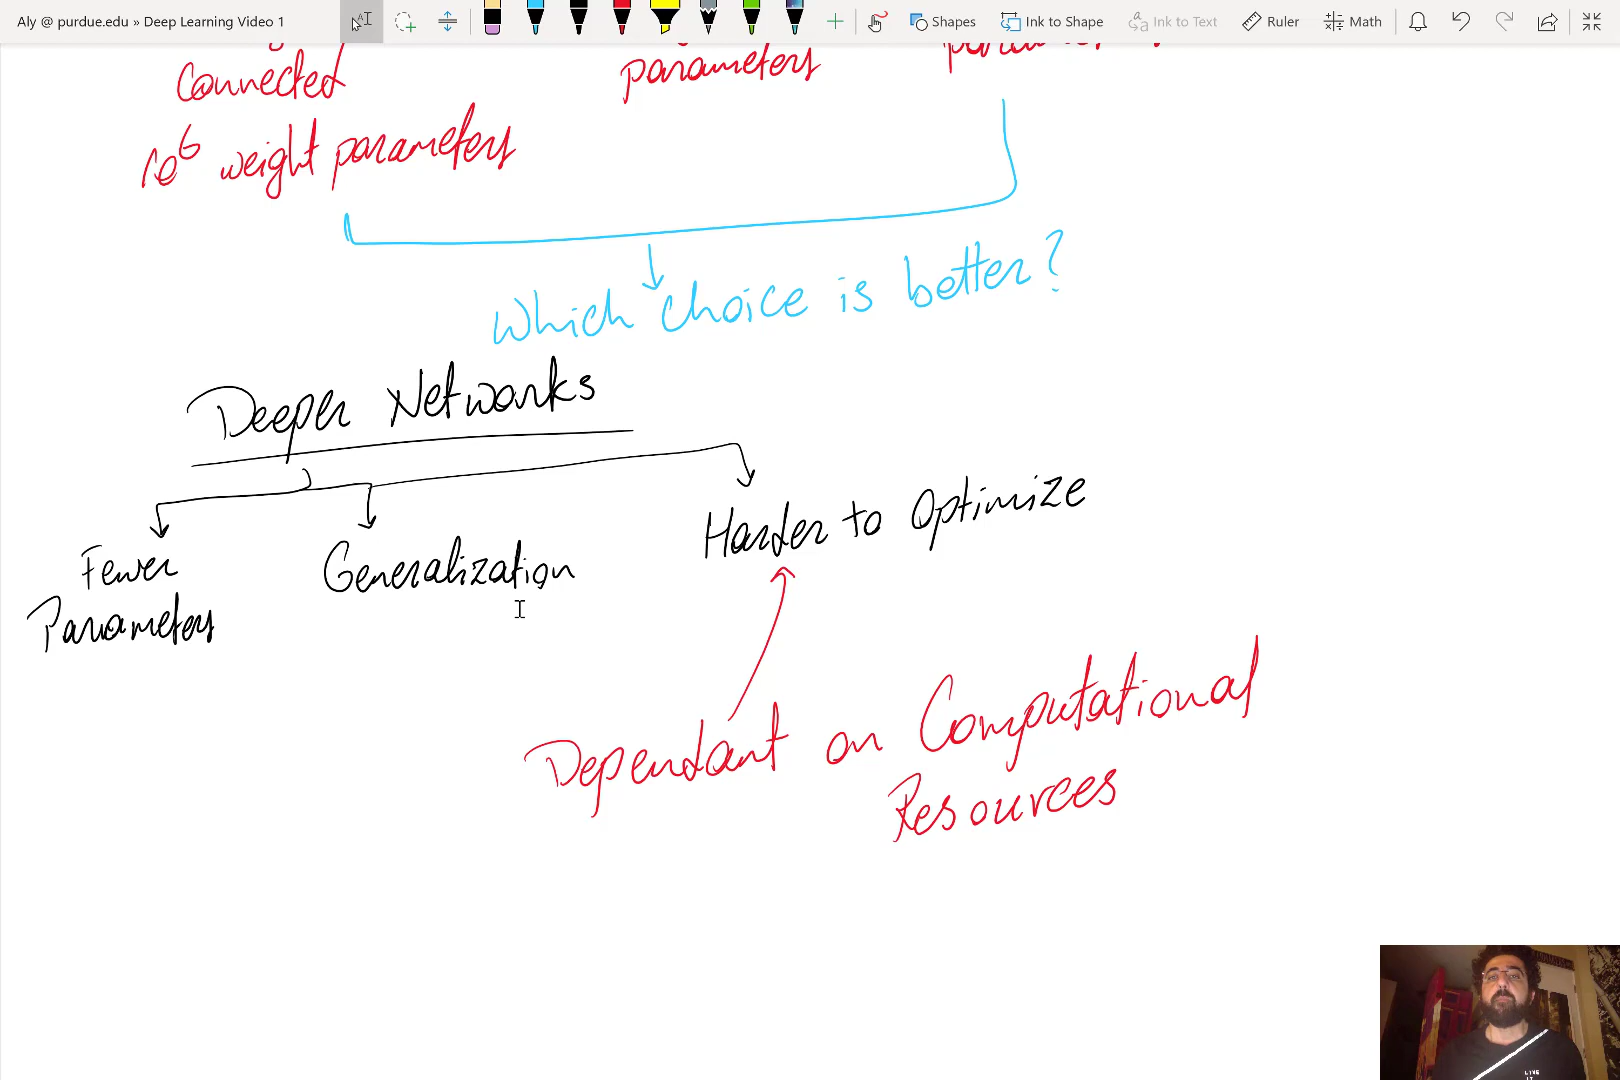 Aly @ purdue.edu » Deep Learning Video 1
Shapes
Ink to Shape
Ink to Text
Ruler
Math
Connected
parameters
10^6 weight parameters
Which choice is better?
Deeper Networks
Harder to Optimize
Fewer
Parameters
Generalization
Dependant on Computational
Resources
LIVE
IT